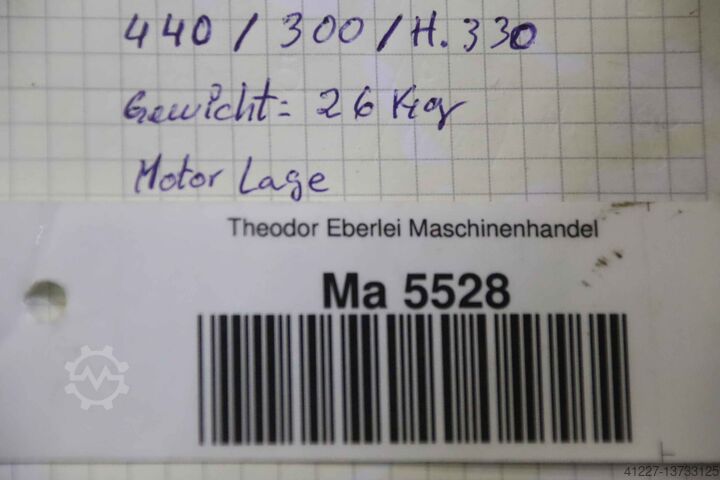 440 / 300 / H. 330
Gewicht = 26 Kg
Motor Lage
Theodor Eberlei Maschinenhandel
Ma 5528
41227-13733125